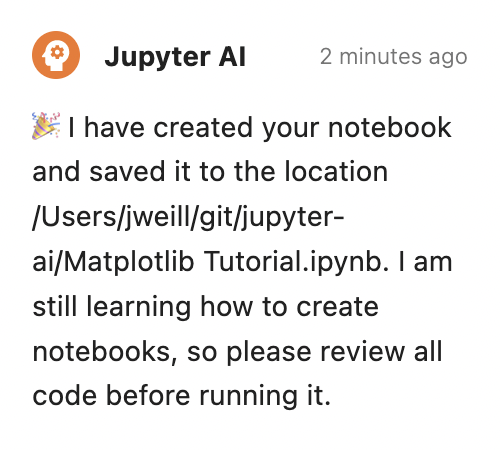 Jupyter AI 2 minutes ago
🎉 I have created your notebook
and saved it to the location
/Users/jweill/git/jupyter-
ai/Matplotlib Tutorial.ipynb. I am
still learning how to create
notebooks, so please review all
code before running it.